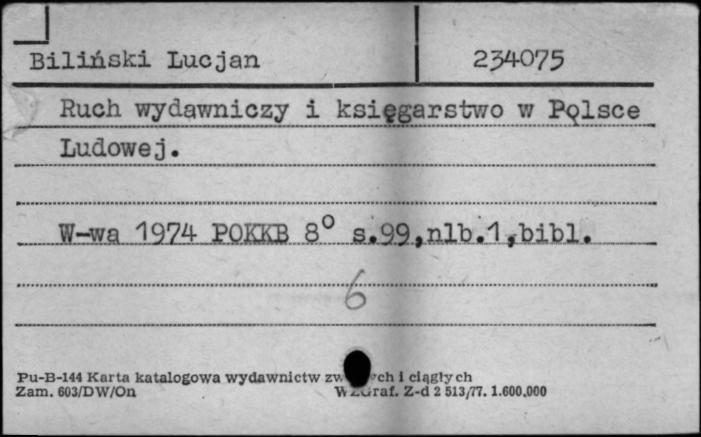 Biliński Lucjan 234075
Ruch wydawniczy i księgarstwo w Polsce
Ludowej.
W-wa 1974 POKKB 8° s.99,nlb.1,bibl.
6
Pu-B-144 Karta katalogowa wydawnictw i ciągłych
Zam. 603/DW/On Z-d 2 513/77. 1.600.000